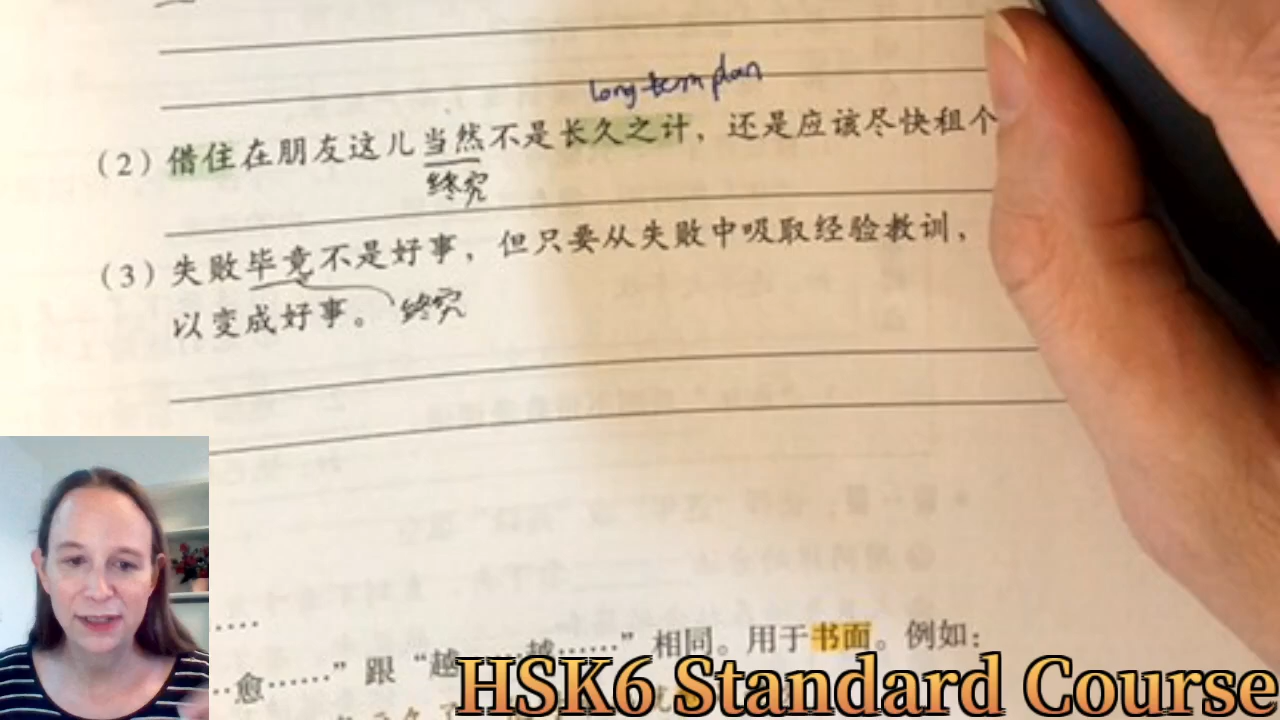 long-term plan
（2）借住在朋友这儿当然不是长久之计，还是应该尽快租个
终究
（3）失败毕竟不是好事，但只要从失败中吸取经验教训，
以变成好事。 终究
……
…愈……”跟“越……越……”相同。用于书面。例如：
HSK6 Standard Course